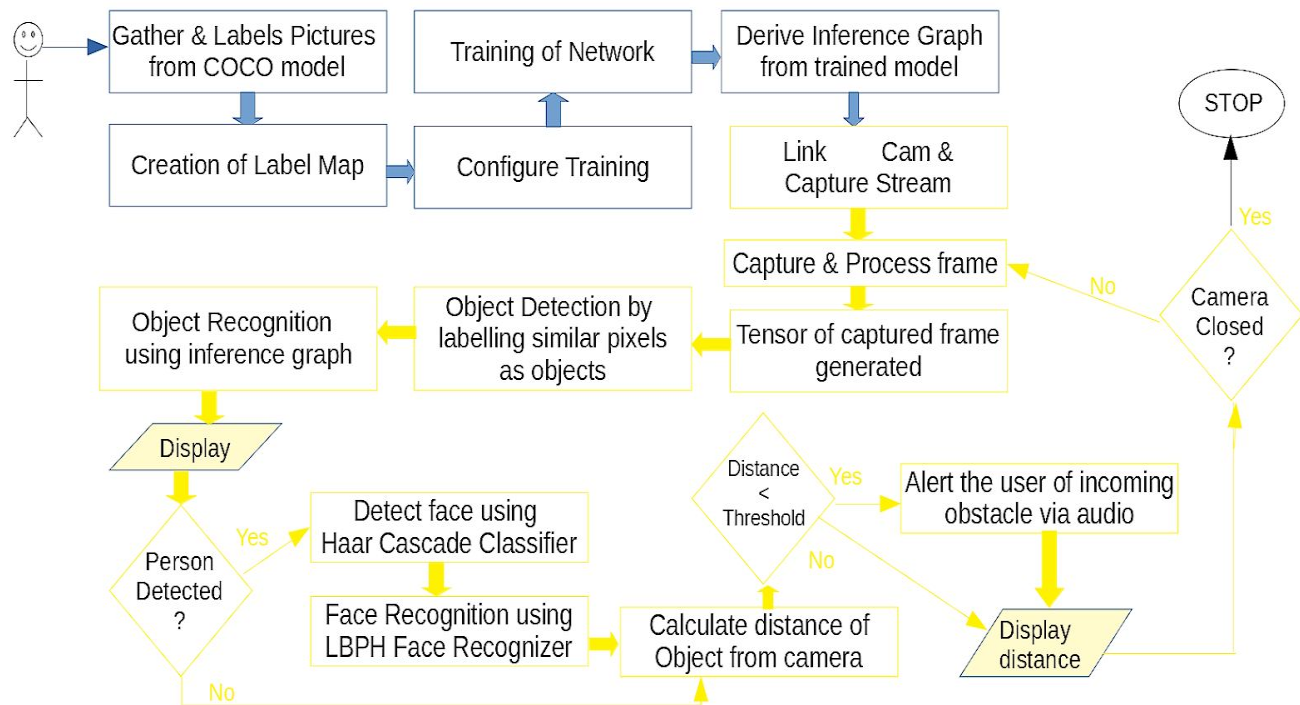 Gather & Labels Pictures
from COCO model
Creation of Label Map
Configure Training
Training of Network
Derive Inference Graph
from trained model
Link Cam &
Capture Stream
Capture & Process frame
Tensor of captured frame
generated
Object Detection by
labelling similar pixels
as objects
Object Recognition
using inference graph
Display
Person
Detected
?
Yes
Detect face using
Haar Cascade Classifier
Face Recognition using
LBPH Face Recognizer
No
Calculate distance of
Object from camera
Distance
<
Threshold
Yes
Alert the user of incoming
obstacle via audio
No
Display
distance
Camera
Closed
?
No
Yes
STOP